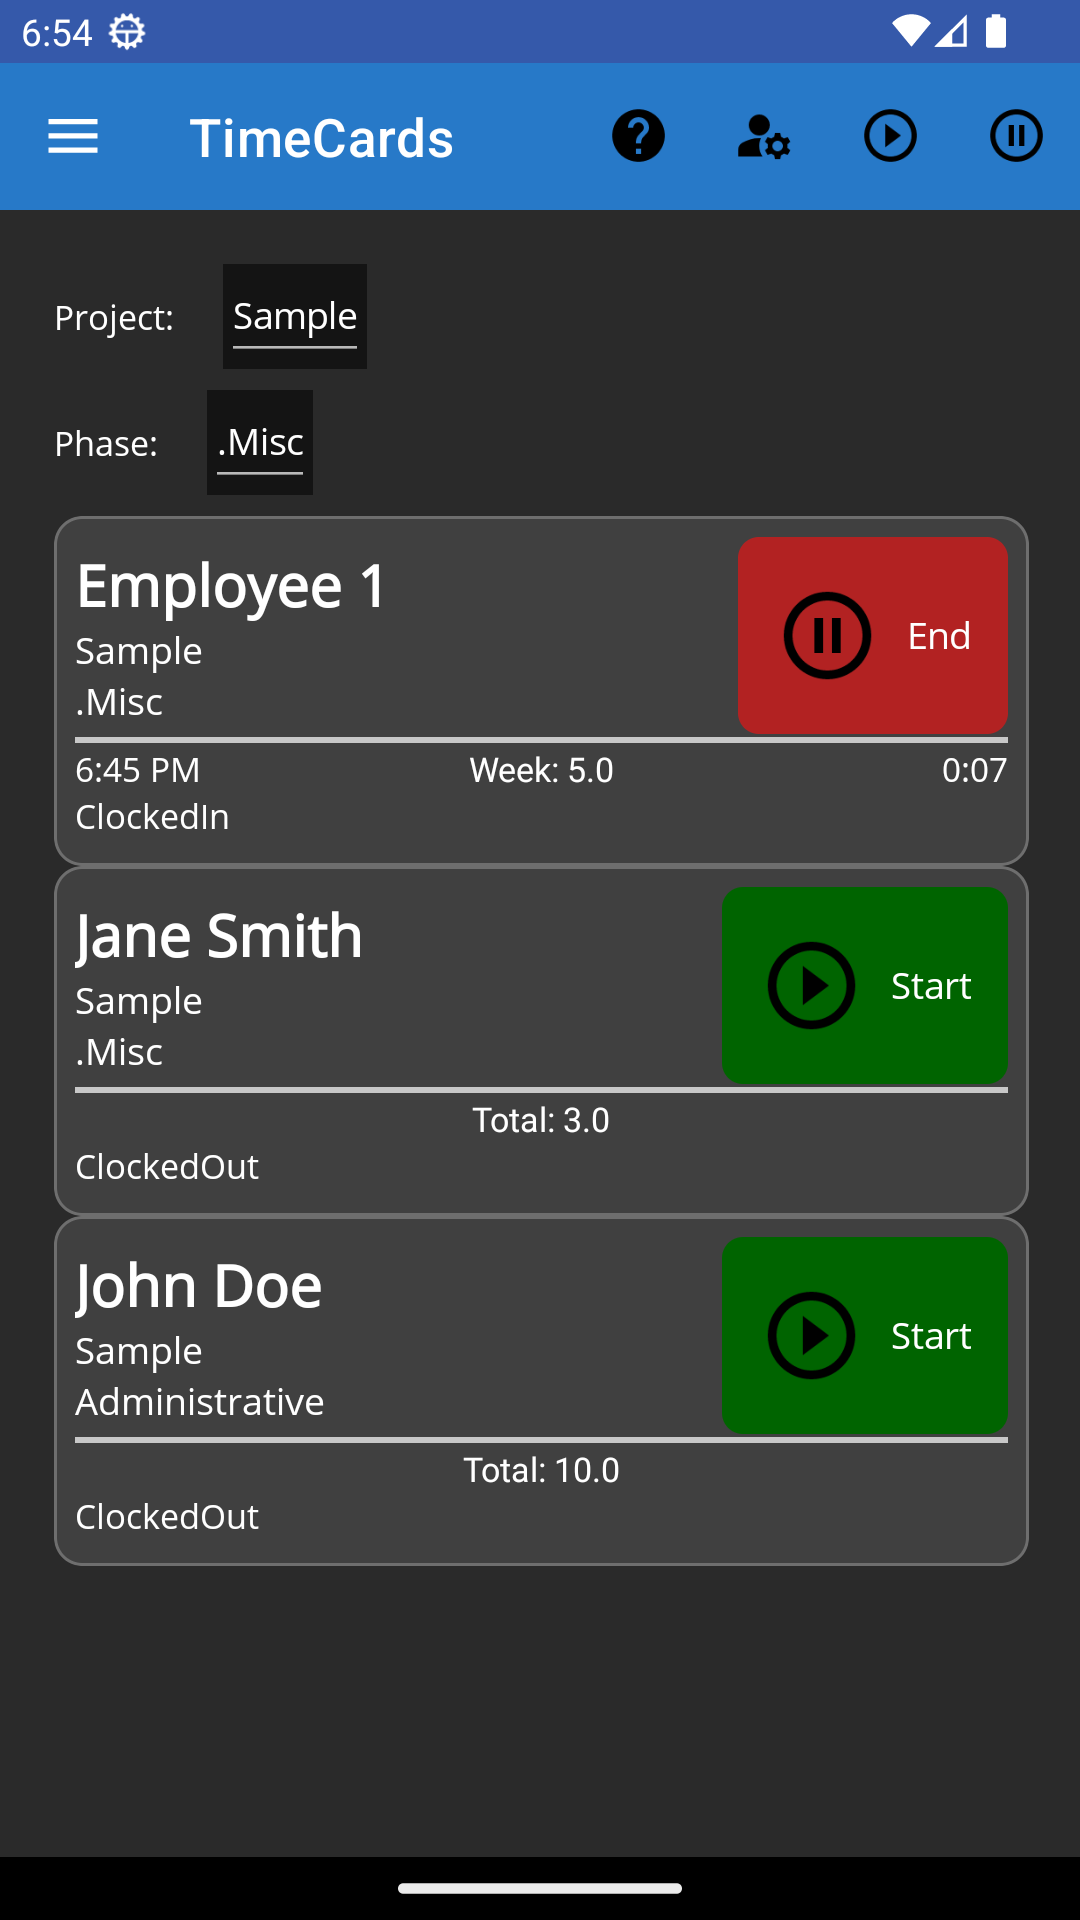 6:54
TimeCards
Project: Sample
Phase: .Misc
Employee 1
Sample
.Misc
End
6:45 PM Week: 5.0 0:07
ClockedIn
Jane Smith
Sample
.Misc
Start
Total: 3.0
ClockedOut
John Doe
Sample
Administrative
Start
Total: 10.0
ClockedOut